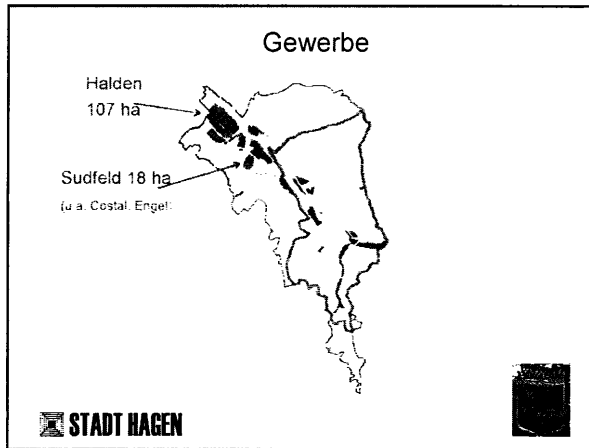 Gewerbe
Halden
107 ha
Sudfeld 18 ha
(u a. Costal. Engel:
STADT HAGEN